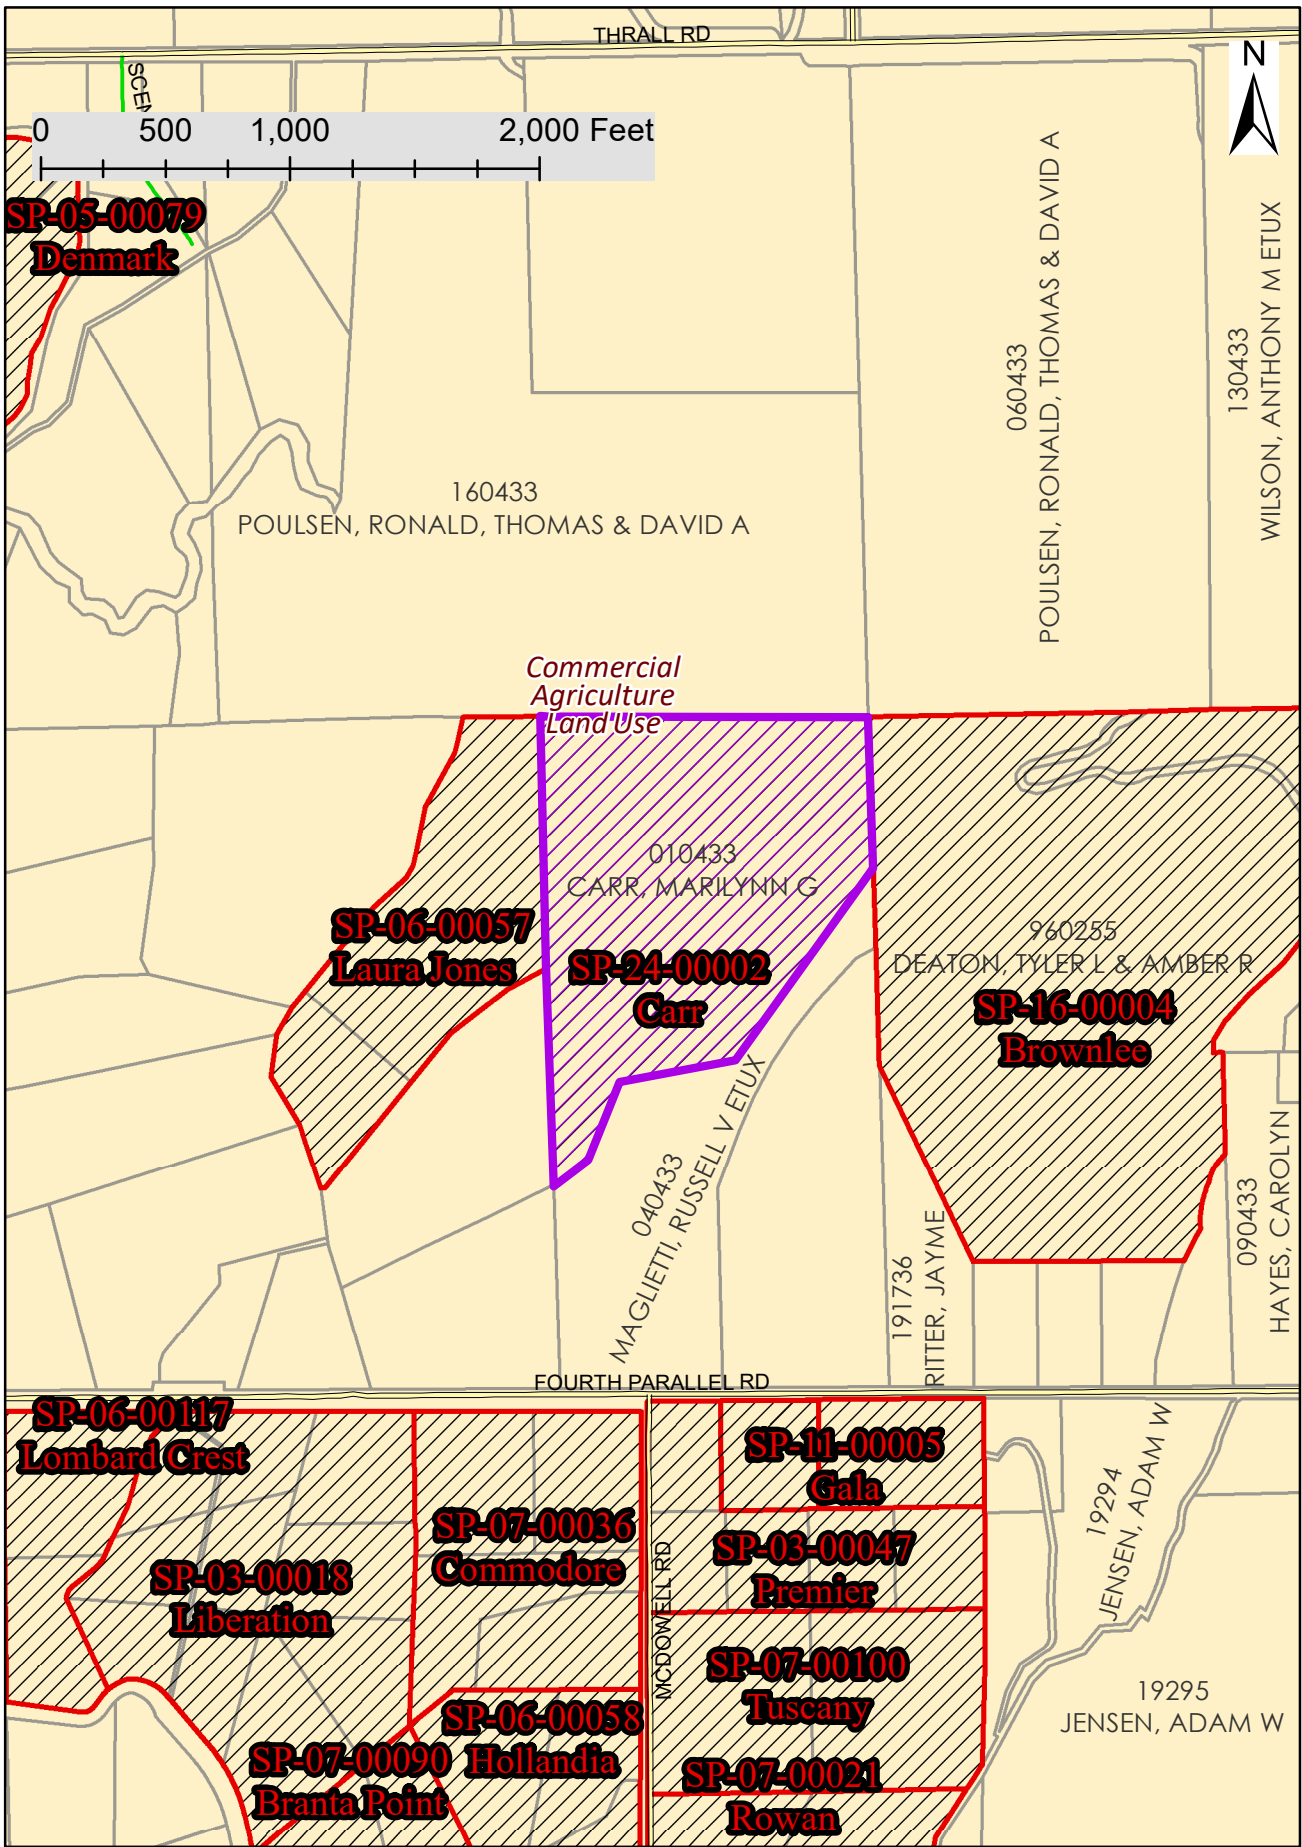 THRALL RD
N
SCEN
0 500 1,000 2,000 Feet
SP-05-00079
Denmark
060433
POULSEN, RONALD, THOMAS & DAVID A
130433
WILSON, ANTHONY M ETUX
160433
POULSEN, RONALD, THOMAS & DAVID A
Commercial
Agriculture
Land Use
010433
CARR, MARILYNN G
SP-06-00057
Laura Jones
SP-24-00002
Carr
960255
DEATON, TYLER L & AMBER R
SP-16-00004
Brownlee
040433
MAGLIETTI, RUSSELL V ETUX
191736
RITTER, JAYME
090433
HAYES, CAROLYN
FOURTH PARALLEL RD
SP-06-00117
Lombard Crest
SP-11-00005
Gala
SP-07-00036
Commodore
SP-03-00047
Premier
19294
JENSEN, ADAM W
SP-03-00018
Liberation
MCDOWELL RD
SP-07-00100
Tuscany
19295
JENSEN, ADAM W
SP-06-00058
Hollandia
SP-07-00090
Branta Point
SP-07-00021
Rowan